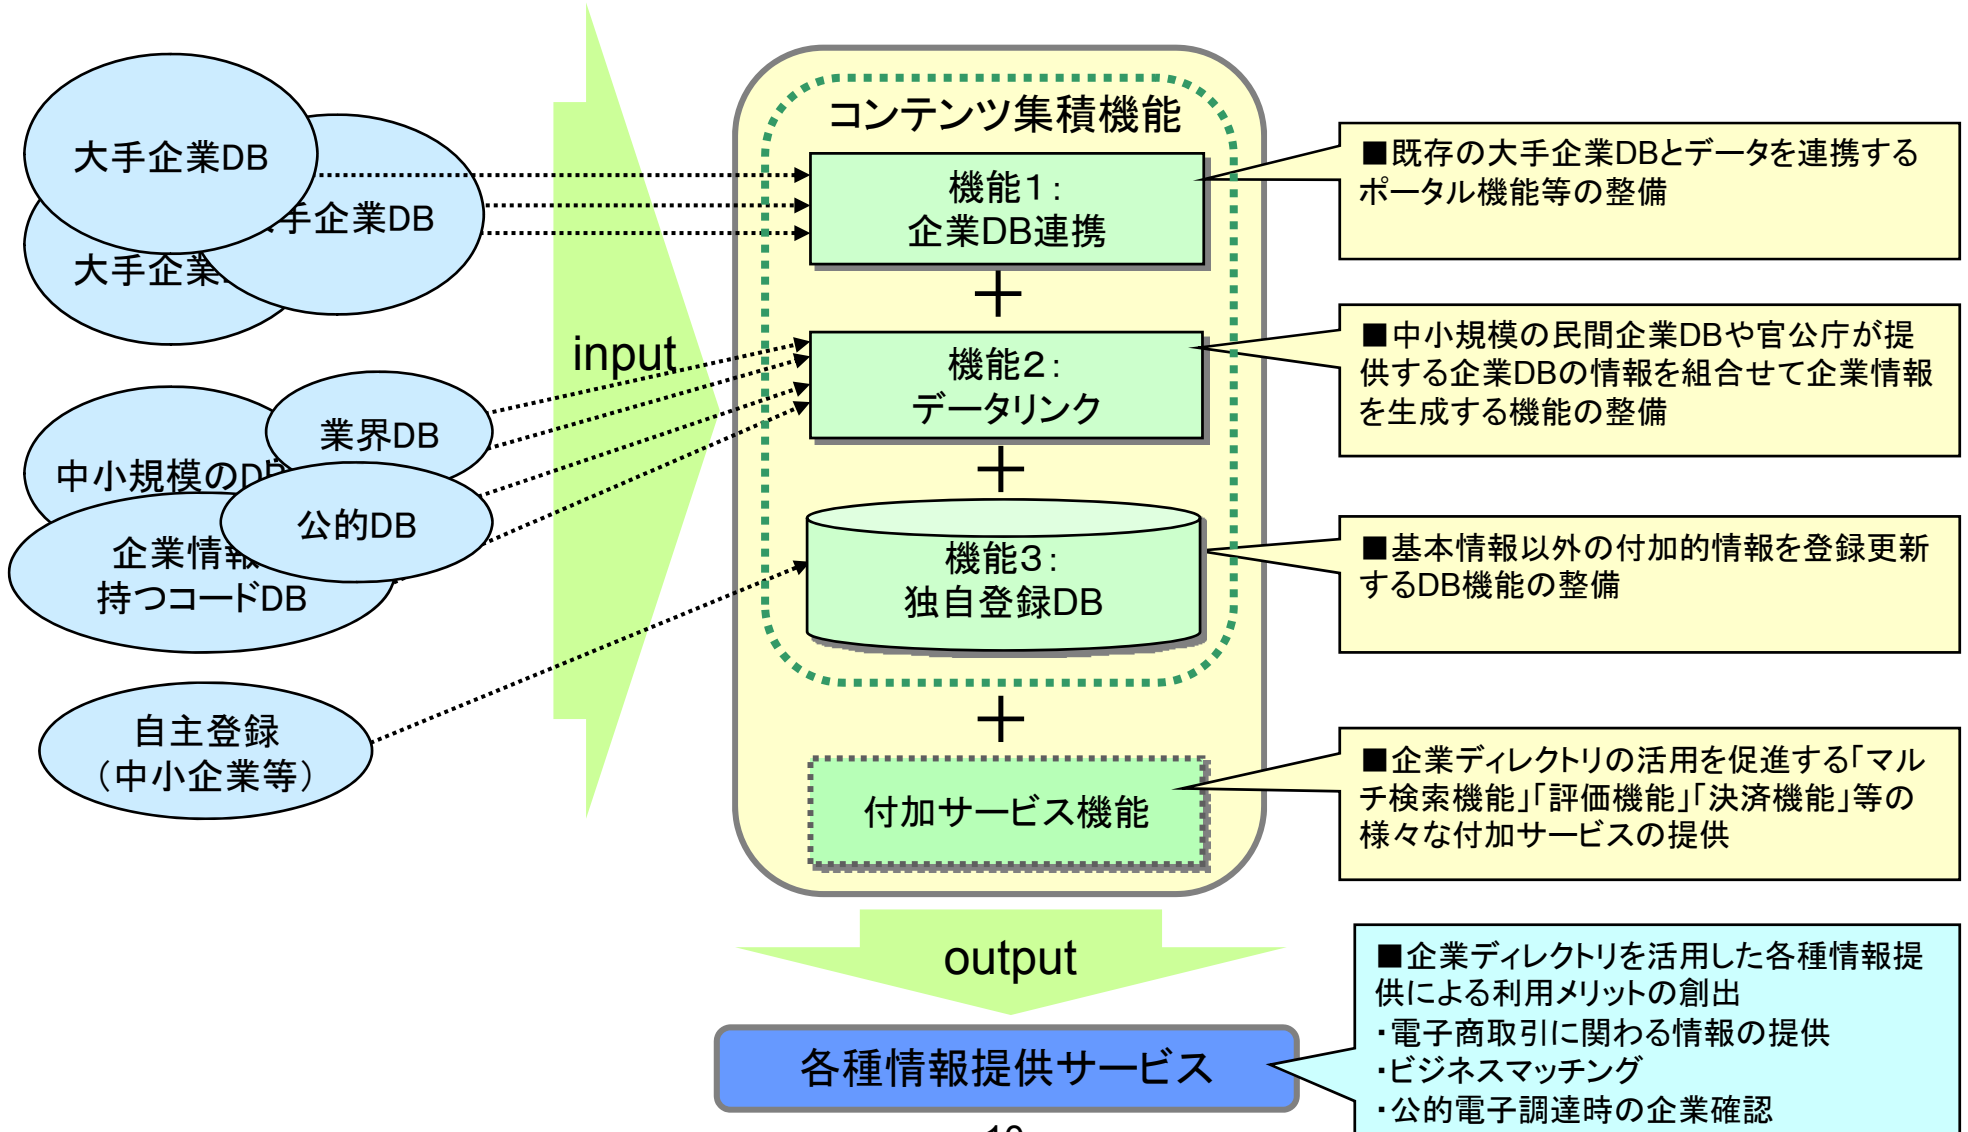 大手企業DB
手企業DB
大手企業
業界DB
中小規模のDB
公的DB
企業情報
持つコードDB
自主登録
（中小企業等）
input
コンテンツ集積機能
機能１：
企業DB連携
＋
機能２：
データリンク
＋
機能３：
独自登録DB
＋
付加サービス機能
■既存の大手企業DBとデータを連携する
ポータル機能等の整備
■中小規模の民間企業DBや官公庁が提
供する企業DBの情報を組合せて企業情報
を生成する機能の整備
■基本情報以外の付加的情報を登録更新
するDB機能の整備
■企業ディレクトリの活用を促進する「マル
チ検索機能」「評価機能」「決済機能」等の
様々な付加サービスの提供
output
各種情報提供サービス
■企業ディレクトリを活用した各種情報提
供による利用メリットの創出
・電子商取引に関わる情報の提供
・ビジネスマッチング
・公的電子調達時の企業確認